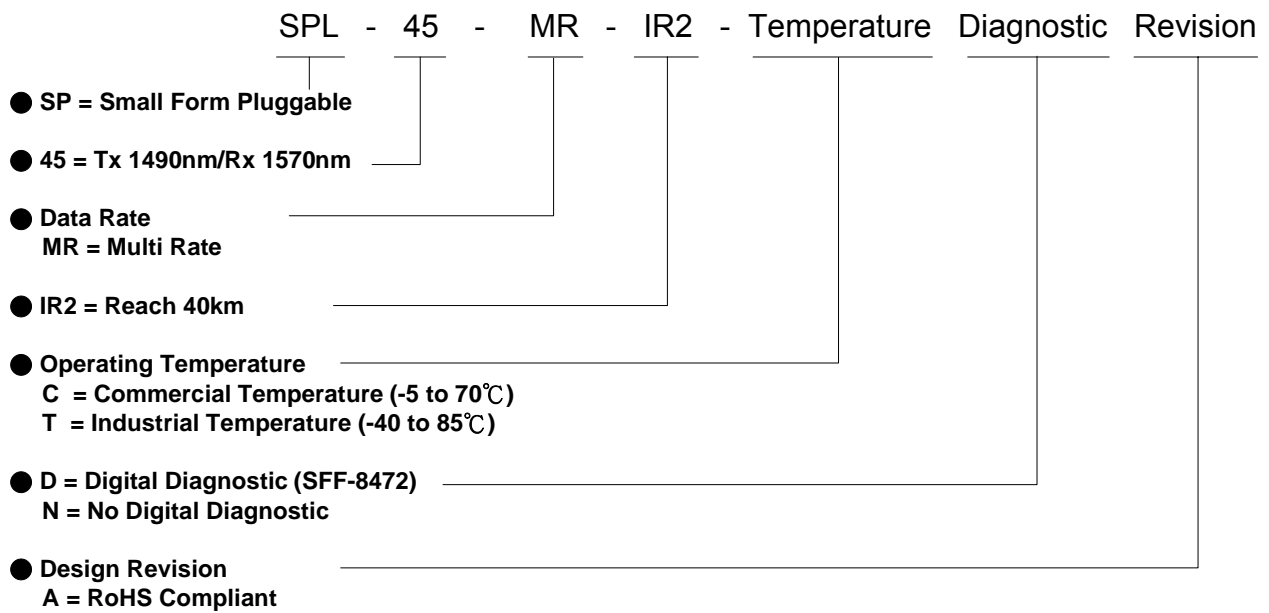 SPL - 45 - MR - IR2 - Temperature Diagnostic Revision
● SP = Small Form Pluggable
● 45 = Tx 1490nm/Rx 1570nm
● Data Rate
MR = Multi Rate
● IR2 = Reach 40km
● Operating Temperature
C = Commercial Temperature (-5 to 70℃)
T = Industrial Temperature (-40 to 85℃)
● D = Digital Diagnostic (SFF-8472)
N = No Digital Diagnostic
● Design Revision
A = RoHS Compliant